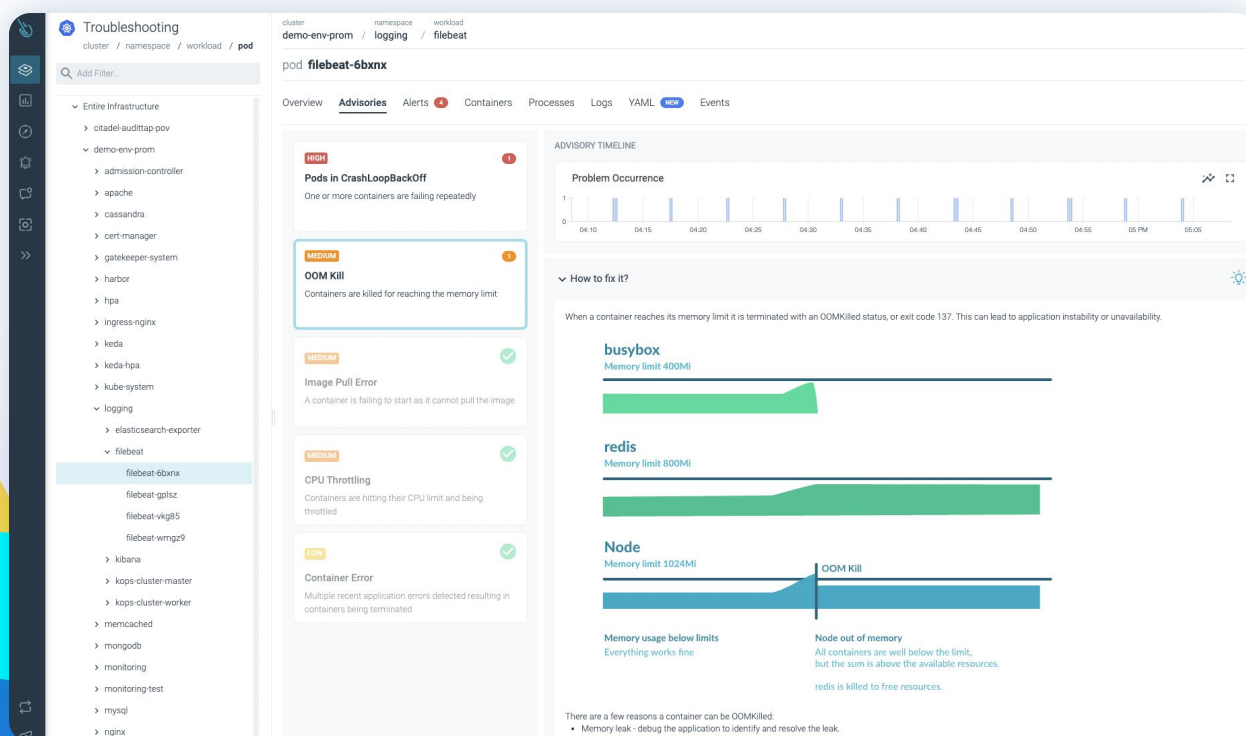 Troubleshooting
cluster / namespace / workload / pod
Add Filter...
Entire Infrastructure
citadel-audittap-pov
demo-env-prom
admission-controller
apache
cassandra
cert-manager
gatekeeper-system
harbor
hpa
ingress-nginx
keda
keda-hpa
kube-system
logging
elasticsearch-exporter
filebeat
filebeat-6bxnx
filebeat-gplsz
filebeat-vkg85
filebeat-wmgz9
kibana
kops-cluster-master
kops-cluster-worker
memcached
mongodb
monitoring
monitoring-test
mysql
nginx
cluster namespace workload
demo-env-prom / logging / filebeat
pod filebeat-6bxnx
Overview Advisories Alerts 4 Containers Processes Logs YAML NEW Events
HIGH 1
Pods in CrashLoopBackOff
One or more containers are failing repeatedly
MEDIUM 1
OOM Kill
Containers are killed for reaching the memory limit
MEDIUM
Image Pull Error
A container is failing to start as it cannot pull the image
MEDIUM
CPU Throttling
Containers are hitting their CPU limit and being
throttled
LOW
Container Error
Multiple recent application errors detected resulting in
containers being terminated
ADVISORY TIMELINE
Problem Occurrence
1
0
04:10 04:15 04:20 04:25 04:30 04:35 04:40 04:45 04:50 04:55 05 PM 05:05
How to fix it?
When a container reaches its memory limit it is terminated with an OOMKilled status, or exit code 137. This can lead to application instability or unavailability.
busybox
Memory limit 400Mi
redis
Memory limit 800Mi
Node
Memory limit 1024Mi
OOM Kill
Memory usage below limits
Everything works fine
Node out of memory
All containers are well below the limit,
but the sum is above the available resources.
redis is killed to free resources.
There are a few reasons a container can be OOMKilled:
• Memory leak - debug the application to identify and resolve the leak.